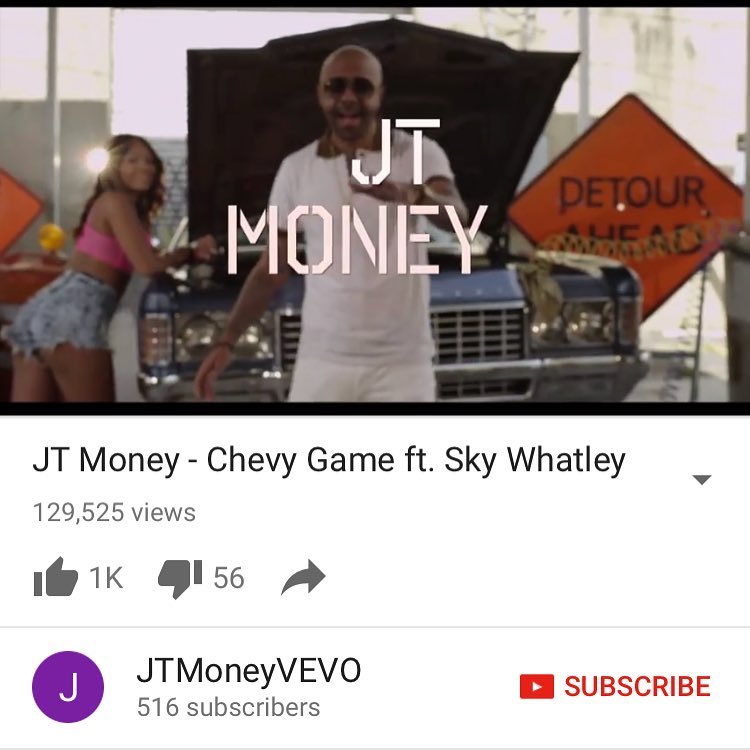 JT
MONEY
DETOUR
AHEAD
JT Money - Chevy Game ft. Sky Whatley
129,525 views
1K 56
J
JTMoneyVEVO
516 subscribers
SUBSCRIBE